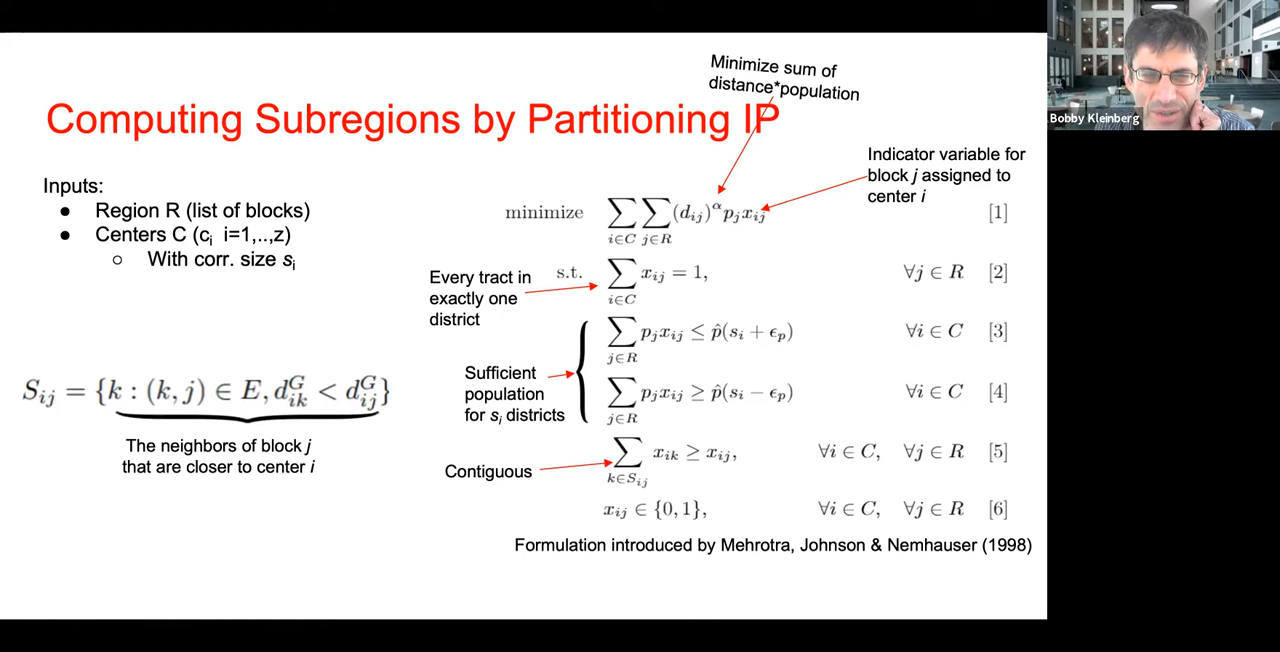 Minimize sum of
distance*population
Computing Subregions by Partitioning IP
Bobby Kleinberg
Indicator variable for
block j assigned to
center i
Inputs:
● Region R (list of blocks)
● Centers C (cᵢ i=1,..,z)
○ With corr. size sᵢ
minimize ∑_{i∈C} ∑_{j∈R} (d_{ij})^α p_j x_{ij} [1]
Every tract in
exactly one
district
s.t. ∑_{i∈C} x_{ij} = 1, ∀j ∈ R [2]
∑_{j∈R} p_j x_{ij} ≤ p̂(s_i + ϵ_p) ∀i ∈ C [3]
Sufficient
population
for sᵢ districts
∑_{j∈R} p_j x_{ij} ≥ p̂(s_i − ϵ_p) ∀i ∈ C [4]
S_{ij} = {k : (k, j) ∈ E, d^G_{ik} < d^G_{ij}}
The neighbors of block j
that are closer to center i
Contiguous
∑_{k∈S_{ij}} x_{ik} ≥ x_{ij}, ∀i ∈ C, ∀j ∈ R [5]
x_{ij} ∈ {0, 1}, ∀i ∈ C, ∀j ∈ R [6]
Formulation introduced by Mehrotra, Johnson & Nemhauser (1998)